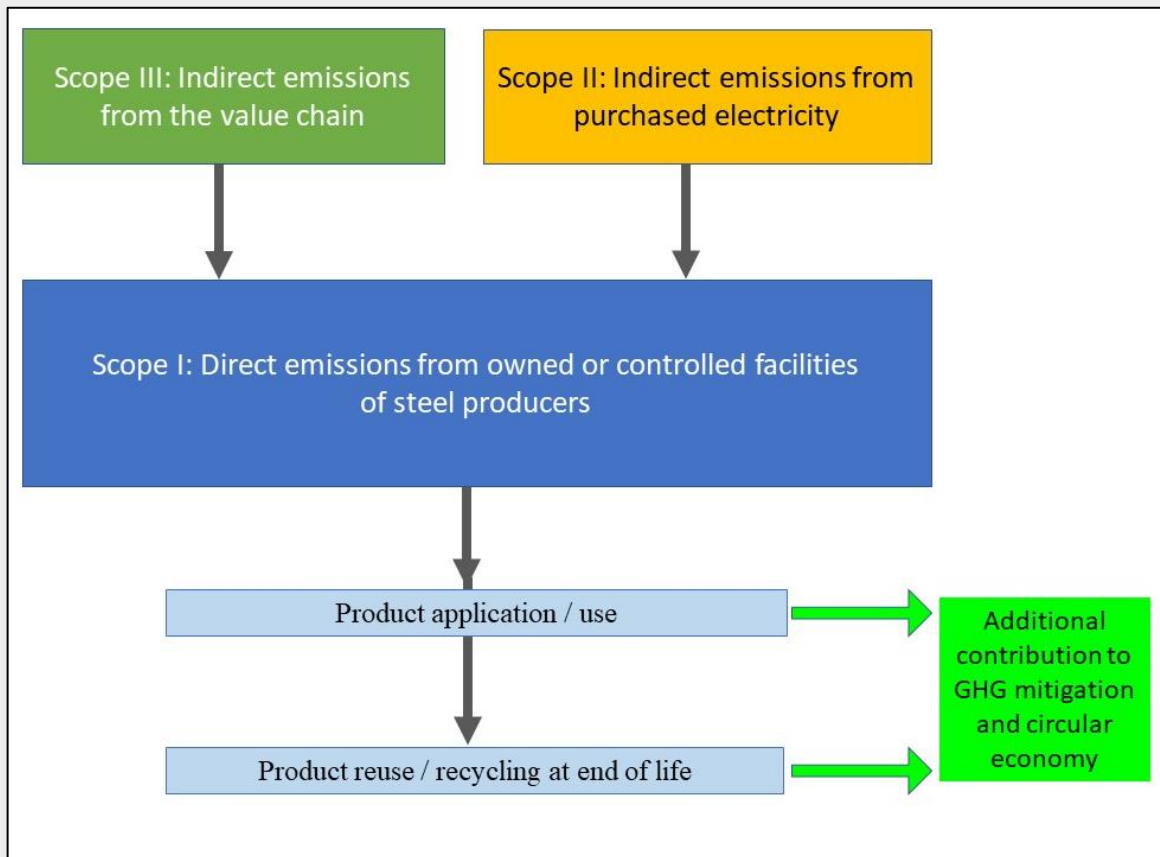 Scope III: Indirect emissions
from the value chain
Scope II: Indirect emissions from
purchased electricity
Scope I: Direct emissions from owned or controlled facilities
of steel producers
Product application / use
Additional
contribution to
GHG mitigation
and circular
economy
Product reuse / recycling at end of life